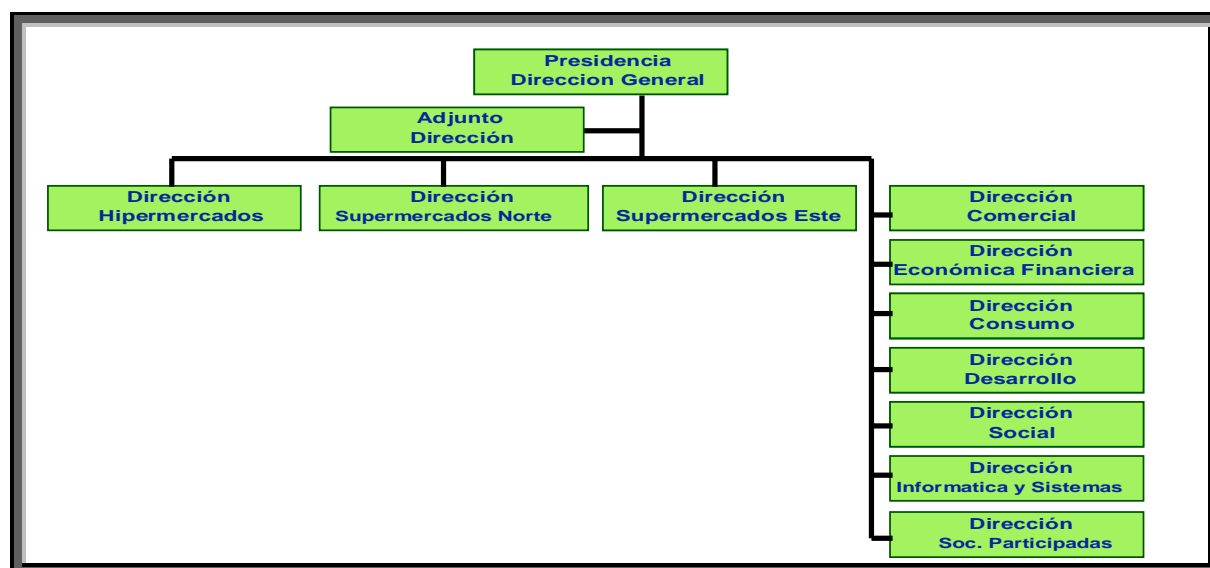 Presidencia
Direccion General
Adjunto
Dirección
Dirección
Hipermercados
Dirección
Supermercados Norte
Dirección
Supermercados Este
Dirección
Comercial
Dirección
Económica Financiera
Dirección
Consumo
Dirección
Desarrollo
Dirección
Social
Dirección
Informatica y Sistemas
Dirección
Soc. Participadas